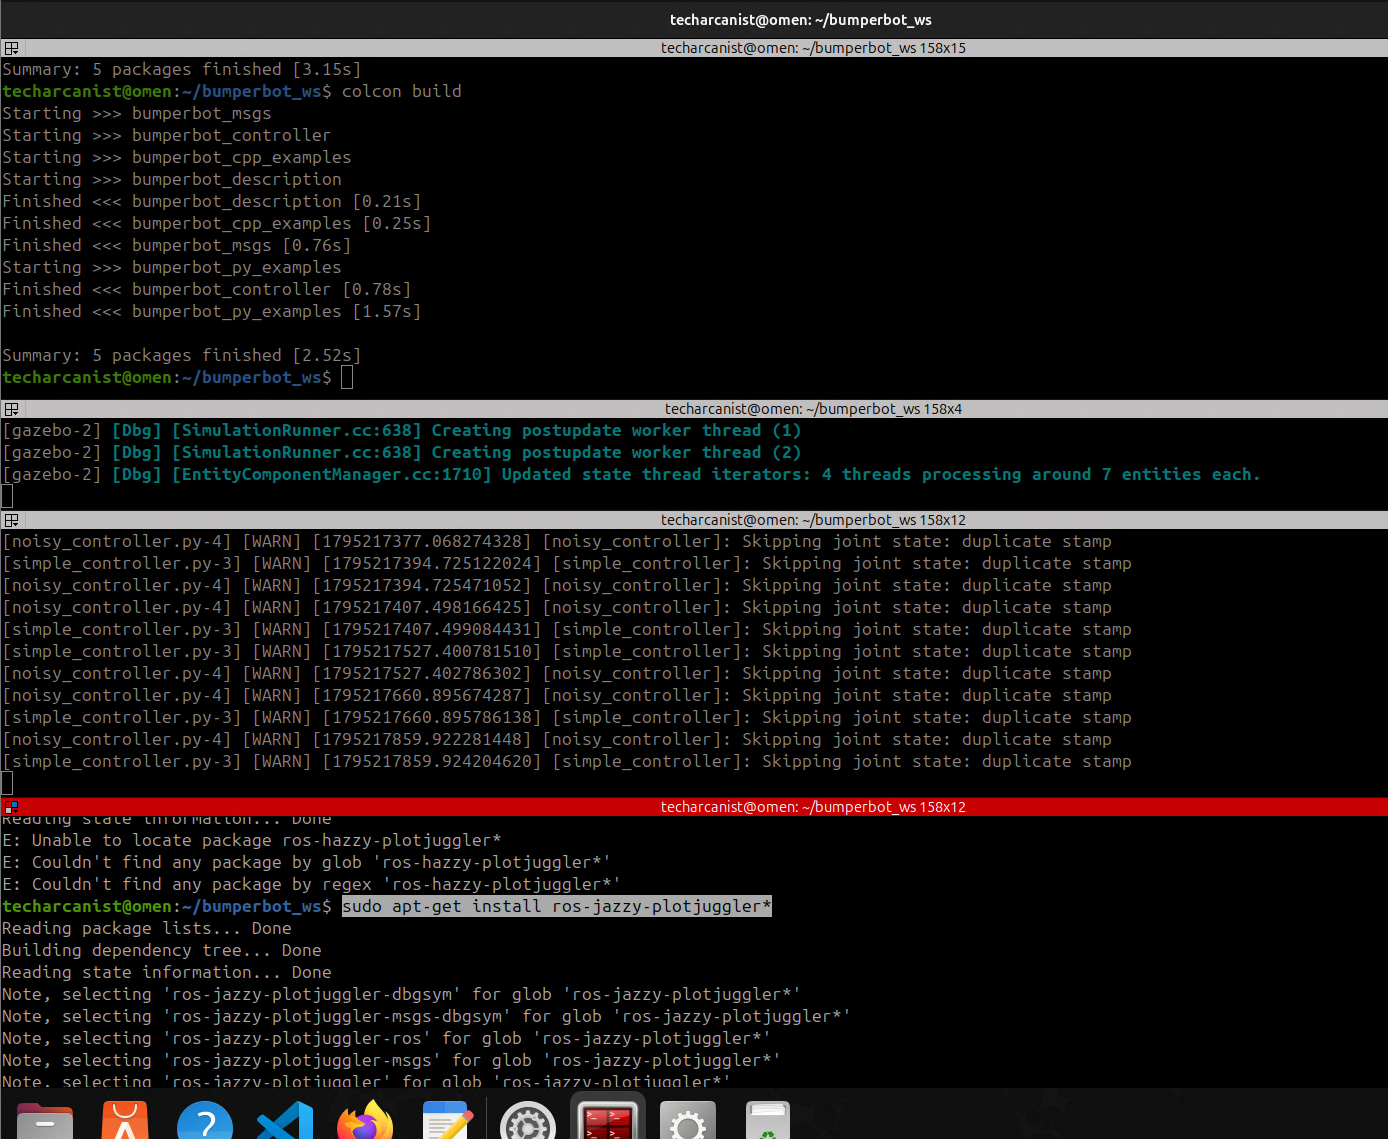 techarcanist@omen: ~/bumperbot_ws
techarcanist@omen: ~/bumperbot_ws 158x15
Summary: 5 packages finished [3.15s]
techarcanist@omen:~/bumperbot_ws$ colcon build
Starting >>> bumperbot_msgs
Starting >>> bumperbot_controller
Starting >>> bumperbot_cpp_examples
Starting >>> bumperbot_description
Finished <<< bumperbot_description [0.21s]
Finished <<< bumperbot_cpp_examples [0.25s]
Finished <<< bumperbot_msgs [0.76s]
Starting >>> bumperbot_py_examples
Finished <<< bumperbot_controller [0.78s]
Finished <<< bumperbot_py_examples [1.57s]
Summary: 5 packages finished [2.52s]
techarcanist@omen:~/bumperbot_ws$
techarcanist@omen: ~/bumperbot_ws 158x4
[gazebo-2] [Dbg] [SimulationRunner.cc:638] Creating postupdate worker thread (1)
[gazebo-2] [Dbg] [SimulationRunner.cc:638] Creating postupdate worker thread (2)
[gazebo-2] [Dbg] [EntityComponentManager.cc:1710] Updated state thread iterators: 4 threads processing around 7 entities each.
techarcanist@omen: ~/bumperbot_ws 158x12
[noisy_controller.py-4] [WARN] [1795217377.068274328] [noisy_controller]: Skipping joint state: duplicate stamp
[simple_controller.py-3] [WARN] [1795217394.725122024] [simple_controller]: Skipping joint state: duplicate stamp
[noisy_controller.py-4] [WARN] [1795217394.725471052] [noisy_controller]: Skipping joint state: duplicate stamp
[noisy_controller.py-4] [WARN] [1795217407.498166425] [noisy_controller]: Skipping joint state: duplicate stamp
[simple_controller.py-3] [WARN] [1795217407.499084431] [simple_controller]: Skipping joint state: duplicate stamp
[simple_controller.py-3] [WARN] [1795217527.400781510] [simple_controller]: Skipping joint state: duplicate stamp
[noisy_controller.py-4] [WARN] [1795217527.402786302] [noisy_controller]: Skipping joint state: duplicate stamp
[noisy_controller.py-4] [WARN] [1795217660.895674287] [noisy_controller]: Skipping joint state: duplicate stamp
[simple_controller.py-3] [WARN] [1795217660.895786138] [simple_controller]: Skipping joint state: duplicate stamp
[noisy_controller.py-4] [WARN] [1795217859.922281448] [noisy_controller]: Skipping joint state: duplicate stamp
[simple_controller.py-3] [WARN] [1795217859.924204620] [simple_controller]: Skipping joint state: duplicate stamp
techarcanist@omen: ~/bumperbot_ws 158x12
Reading state information... Done
E: Unable to locate package ros-hazzy-plotjuggler*
E: Couldn't find any package by glob 'ros-hazzy-plotjuggler*'
E: Couldn't find any package by regex 'ros-hazzy-plotjuggler*'
techarcanist@omen:~/bumperbot_ws$ sudo apt-get install ros-jazzy-plotjuggler*
Reading package lists... Done
Building dependency tree... Done
Reading state information... Done
Note, selecting 'ros-jazzy-plotjuggler-dbgsym' for glob 'ros-jazzy-plotjuggler*'
Note, selecting 'ros-jazzy-plotjuggler-msgs-dbgsym' for glob 'ros-jazzy-plotjuggler*'
Note, selecting 'ros-jazzy-plotjuggler-ros' for glob 'ros-jazzy-plotjuggler*'
Note, selecting 'ros-jazzy-plotjuggler-msgs' for glob 'ros-jazzy-plotjuggler*'
Note, selecting 'ros-jazzy-plotjuggler' for glob 'ros-jazzy-plotjuggler*'